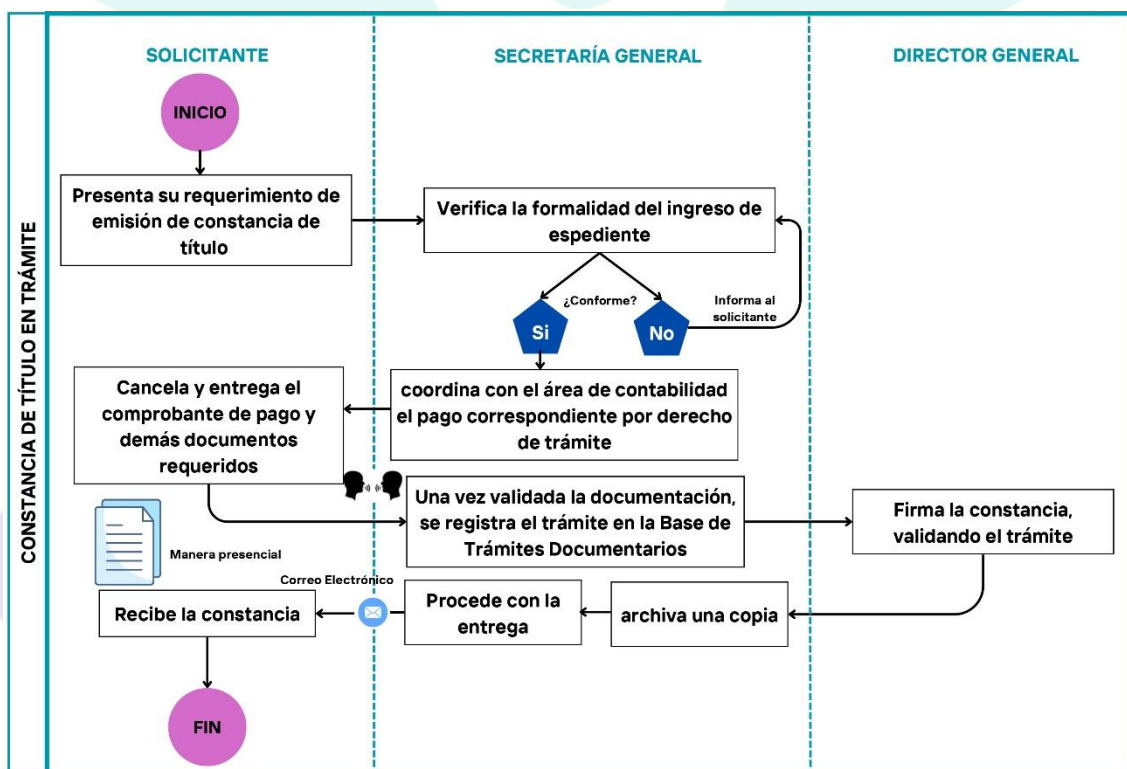 CONSTANCIA DE TÍTULO EN TRÁMITE
SOLICITANTE
SECRETARÍA GENERAL
DIRECTOR GENERAL
INICIO
Presenta su requerimiento de
emisión de constancia de
título
Verifica la formalidad del ingreso de
espediente
¿Conforme?
Si
No
Informa al
solicitante
coordina con el área de contabilidad
el pago correspondiente por derecho
de trámite
Cancela y entrega el
comprobante de pago y
demás documentos
requeridos
Manera presencial
Una vez validada la documentación,
se registra el trámite en la Base de
Trámites Documentarios
Firma la constancia,
validando el trámite
archiva una copia
Procede con la
entrega
Correo Electrónico
Recibe la constancia
FIN